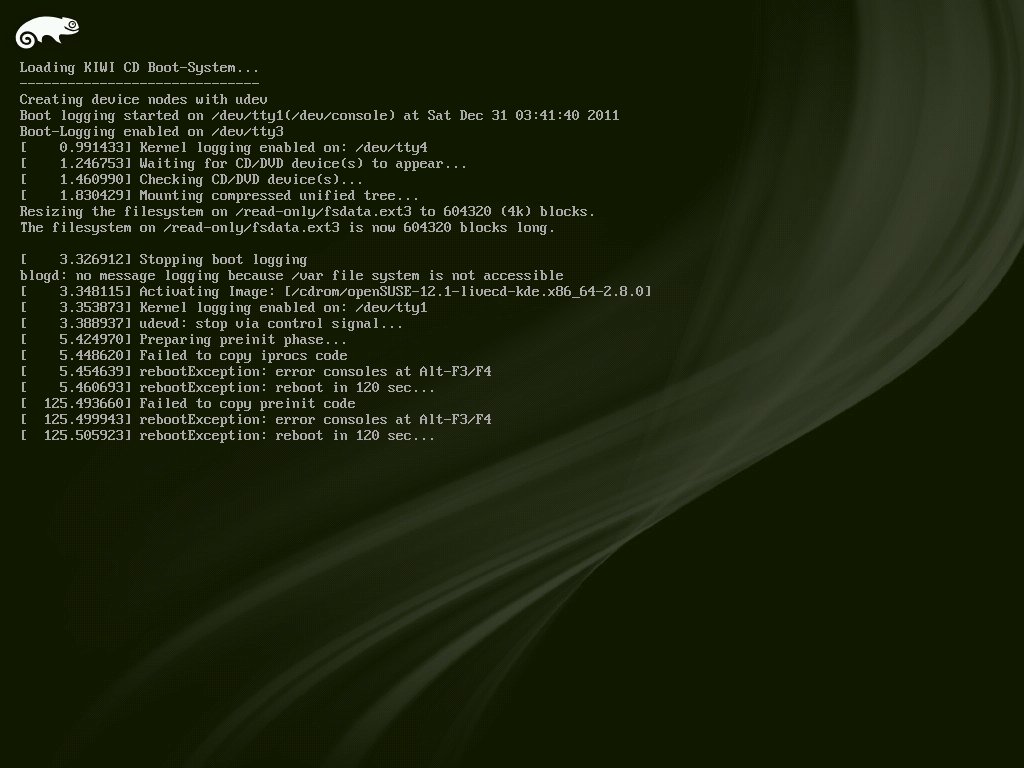 Loading KIWI CD Boot-System...
------------------------------
Creating device nodes with udev
Boot logging started on /dev/tty1(/dev/console) at Sat Dec 31 03:41:40 2011
Boot-Logging enabled on /dev/tty3
[    0.991433] Kernel logging enabled on: /dev/tty4
[    1.246753] Waiting for CD/DVD device(s) to appear...
[    1.460990] Checking CD/DVD device(s)...
[    1.830429] Mounting compressed unified tree...
Resizing the filesystem on /read-only/fsdata.ext3 to 604320 (4k) blocks.
The filesystem on /read-only/fsdata.ext3 is now 604320 blocks long.
[    3.326912] Stopping boot logging
blogd: no message logging because /var file system is not accessible
[    3.348115] Activating Image: [/cdrom/openSUSE-12.1-livecd-kde.x86_64-2.8.0]
[    3.353873] Kernel logging enabled on: /dev/tty1
[    3.388937] udevd: stop via control signal...
[    5.424970] Preparing preinit phase...
[    5.448620] Failed to copy iprocs code
[    5.454639] rebootException: error consoles at Alt-F3/F4
[    5.460693] rebootException: reboot in 120 sec...
[  125.493660] Failed to copy preinit code
[  125.499943] rebootException: error consoles at Alt-F3/F4
[  125.505923] rebootException: reboot in 120 sec...